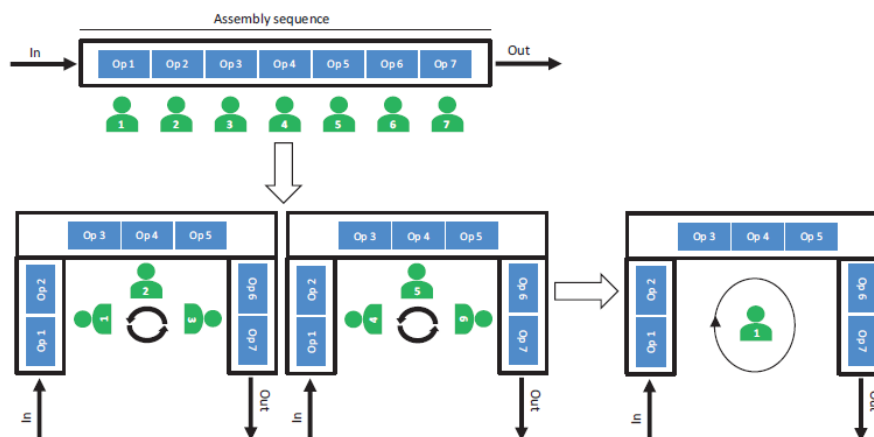 Assembly sequence
In
Out
Op 1 Op 2 Op 3 Op 4 Op 5 Op 6 Op 7
1 2 3 4 5 6 7
Op 3 Op 4 Op 5
Op 2
Op 1
Op 6
Op 7
2
1
3
In
Out
Op 3 Op 4 Op 5
Op 2
Op 1
Op 6
Op 7
5
4
6
In
Out
Op 3 Op 4 Op 5
Op 2
Op 1
Op 6
Op 7
1
In
Out